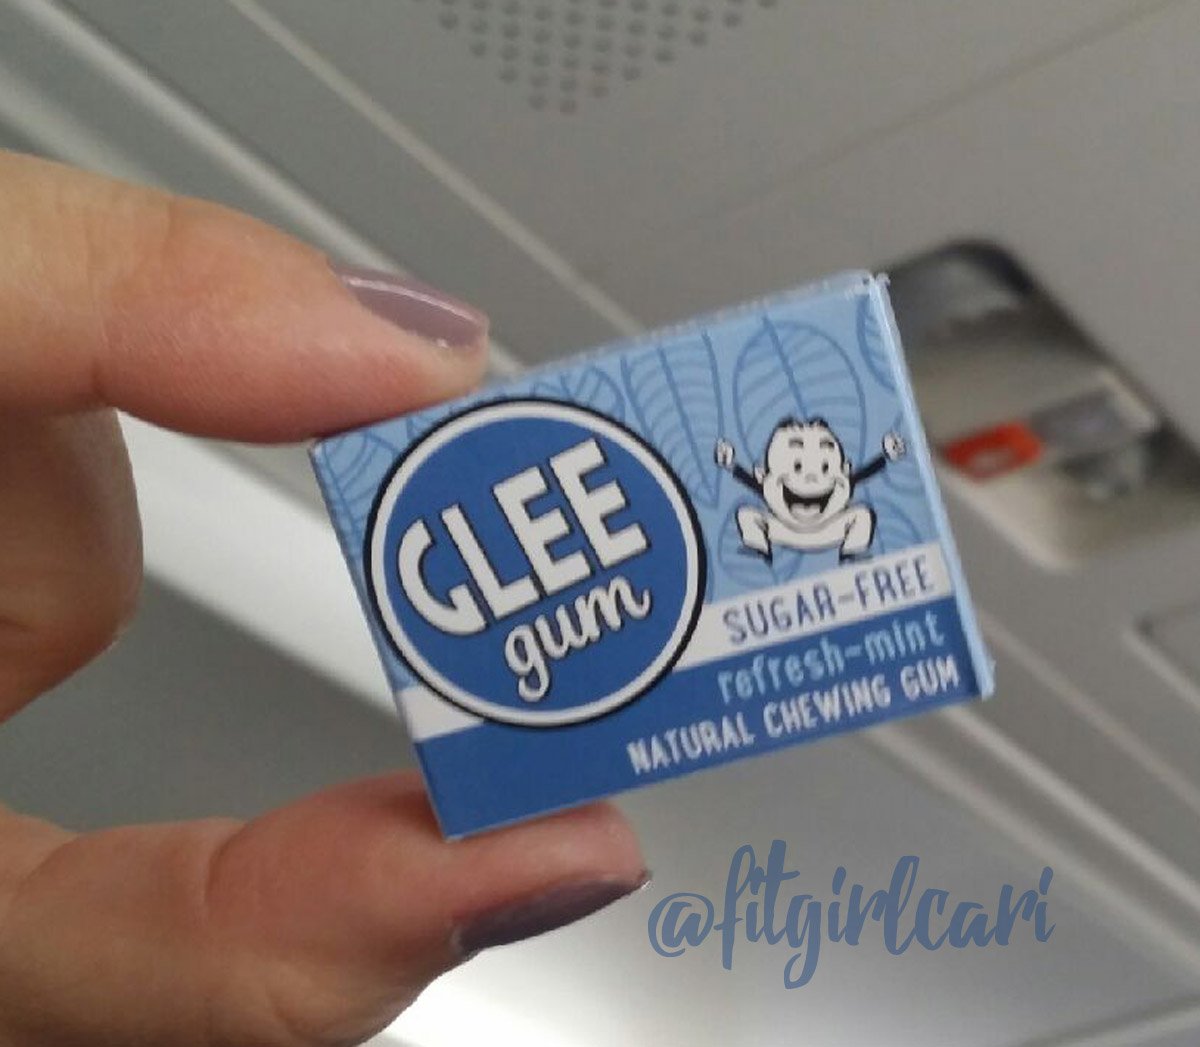 GLEE
gum
SUGAR-FREE
refresh-mint
NATURAL CHEWING GUM
@fitgirlcari